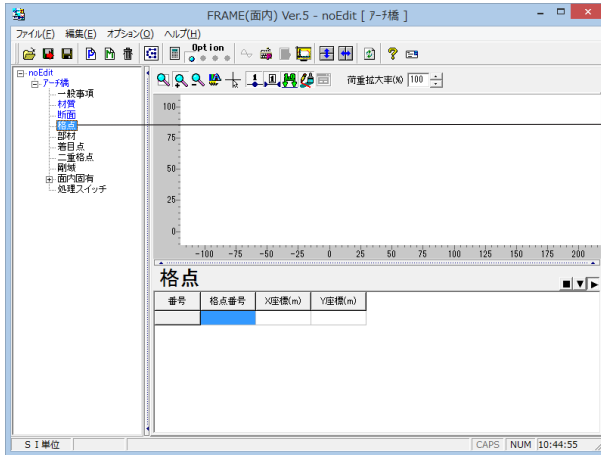 FRAME(面内) Ver.5 - noEdit [ アーチ橋 ]
ファイル(F) 編集(E) オプション(O) ヘルプ(H)
Option
noEdit
アーチ橋
一般事項
材質
断面
格点
部材
着目点
二重格点
剛域
面内固有
処理スイッチ
荷重拡大率(%) 100
100
75
50
25
0
-100 -75 -50 -25 0 25 50 75 100 125 150 175 200
格点
番号 格点番号 X座標(m) Y座標(m)
SI単位 CAPS NUM 10:44:55